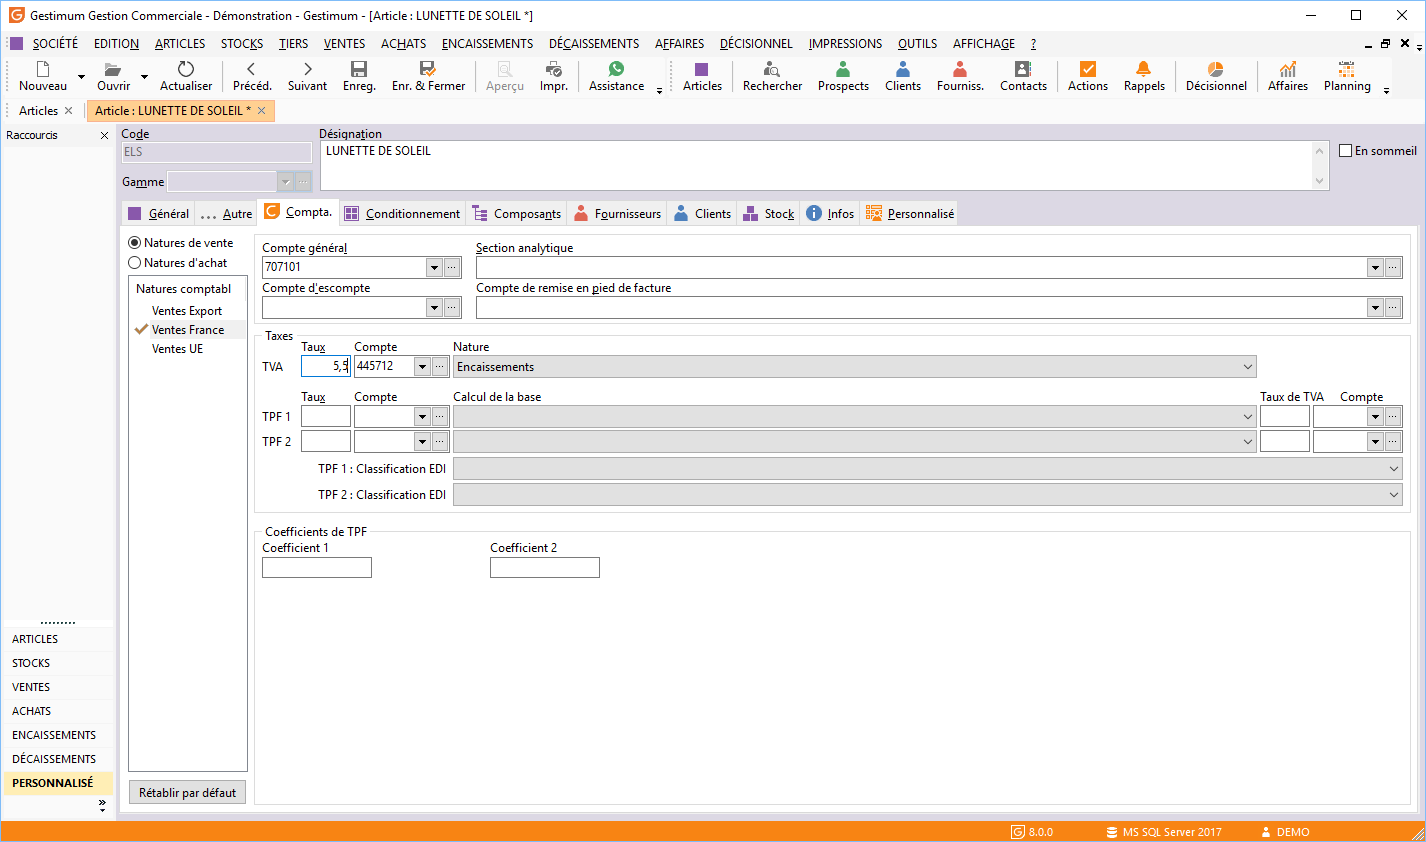 Gestimum Gestion Commerciale - Démonstration - Gestimum - [Article : LUNETTE DE SOLEIL *]
SOCIÉTÉ EDITION ARTICLES STOCKS TIERS VENTES ACHATS ENCAISSEMENTS DÉCAISSEMENTS AFFAIRES DÉCISIONNEL IMPRESSIONS OUTILS AFFICHAGE ?
Nouveau Ouvrir Actualiser Précéd. Suivant Enreg. Enr. & Fermer Aperçu Impr. Assistance Articles Rechercher Prospects Clients Fourniss. Contacts Actions Rappels Décisionnel Affaires Planning
Articles Article : LUNETTE DE SOLEIL *
Raccourcis
Code Désignation
ELS LUNETTE DE SOLEIL
En sommeil
Gamme
Général Autre Compta. Conditionnement Composants Fournisseurs Clients Stock Infos Personnalisé
Natures de vente
Natures d'achat
Natures comptabl
Ventes Export
Ventes France
Ventes UE
Rétablir par défaut
Compte général Section analytique
707101
Compte d'escompte Compte de remise en pied de facture
Taxes
Taux Compte Nature
TVA 5,5 445712 Encaissements
Taux Compte Calcul de la base Taux de TVA Compte
TPF 1
TPF 2
TPF 1 : Classification EDI
TPF 2 : Classification EDI
Coefficients de TPF
Coefficient 1 Coefficient 2
ARTICLES
STOCKS
VENTES
ACHATS
ENCAISSEMENTS
DÉCAISSEMENTS
PERSONNALISÉ
8.0.0 MS SQL Server 2017 DEMO